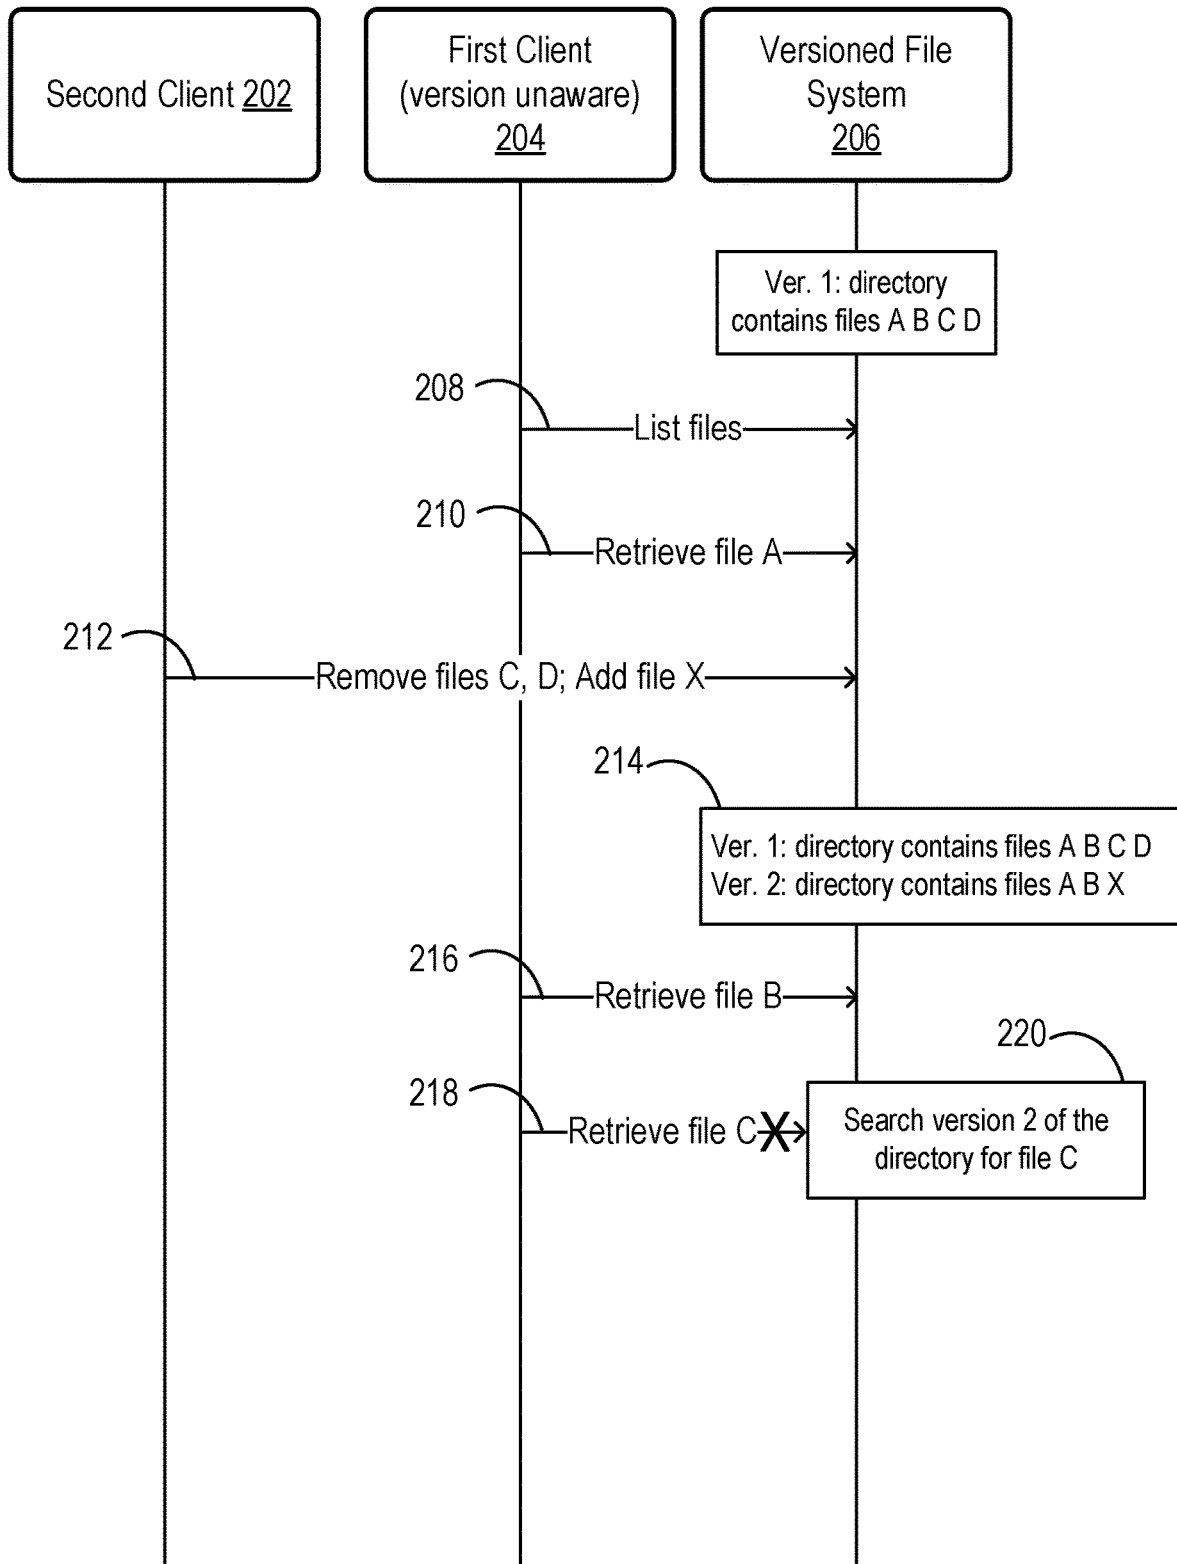 Second Client 202
First Client
(version unaware)
204
Versioned File
System
206
Ver. 1: directory
contains files A B C D
208
List files
210
Retrieve file A
212
Remove files C, D; Add file X
214
Ver. 1: directory contains files A B C D
Ver. 2: directory contains files A B X
216
Retrieve file B
220
218
Retrieve file C
Search version 2 of the
directory for file C